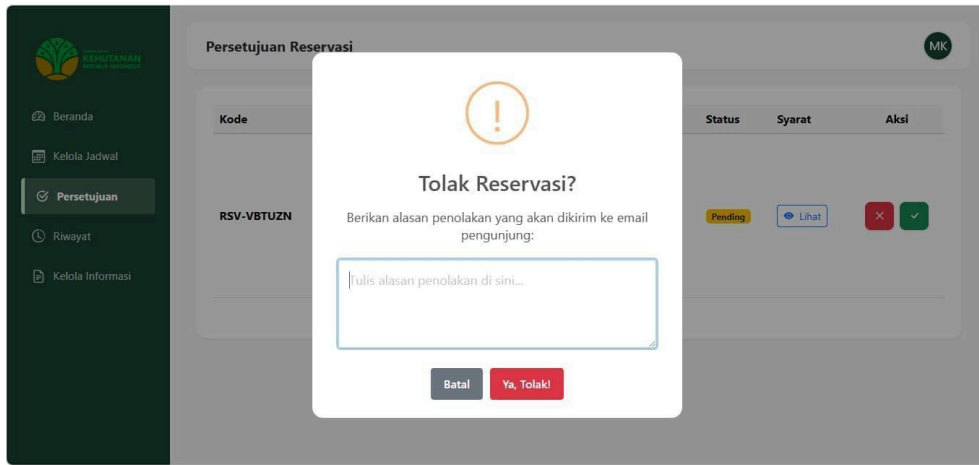 KEHUTANAN
REPUBLIK INDONESIA
Persetujuan Reservasi
MK
Beranda
Kelola Jadwal
Persetujuan
Riwayat
Kelola Informasi
Kode
Status
Syarat
Aksi
RSV-VBTUZN
Pending
Lihat
!
Tolak Reservasi?
Berikan alasan penolakan yang akan dikirim ke email
pengunjung:
Tulis alasan penolakan di sini...
Batal
Ya, Tolak!